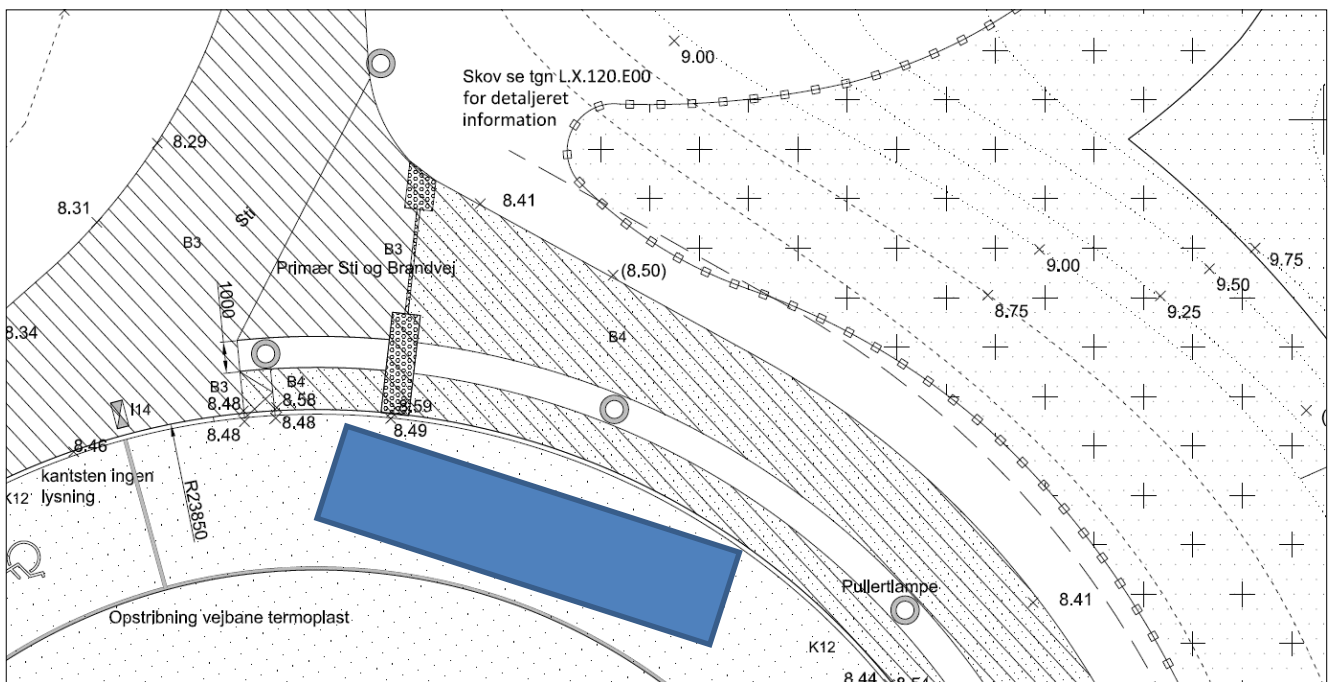 9.00
Skov se tgn L.X.120.E00
for detaljeret
information
8.29
8.41
8.31
Sti
B3
B3
Primær Sti og Brandvej
(8.50)
9.00
9.75
9.50
9.25
8.75
1000
8.34
B4
B3
B4
8.48
8.58
8.59
I14
8.48
8.48
8.49
8.46
kantsten ingen
lysning
K12
R23850
Pullertlampe
8.41
Opstribning vejbane termoplast
K12
8.44